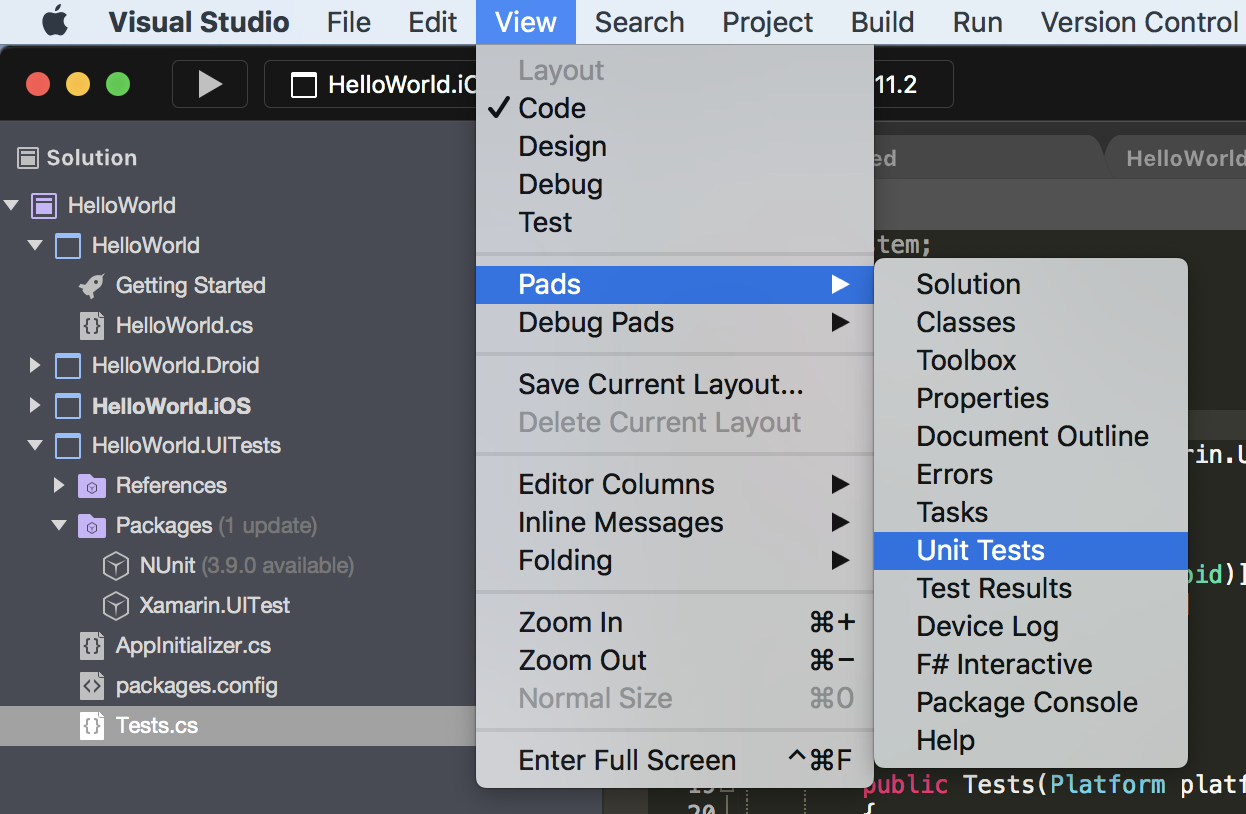 Visual Studio File Edit View Search Project Build Run Version Control
HelloWorld.iO 11.2
Solution
HelloWorld
HelloWorld
Getting Started
HelloWorld.cs
HelloWorld.Droid
HelloWorld.iOS
HelloWorld.UITests
References
Packages (1 update)
NUnit (3.9.0 available)
Xamarin.UITest
AppInitializer.cs
packages.config
Tests.cs
Layout
✓ Code
Design
Debug
Test
Pads
Debug Pads
Save Current Layout...
Delete Current Layout
Editor Columns
Inline Messages
Folding
Zoom In ⌘+
Zoom Out ⌘−
Normal Size ⌘0
Enter Full Screen ^⌘F
Solution
Classes
Toolbox
Properties
Document Outline
Errors
Tasks
Unit Tests
Test Results
Device Log
F# Interactive
Package Console
Help
ed HelloWorld
tem;
rin.U
oid)]
19 public Tests(Platform platf
20 {